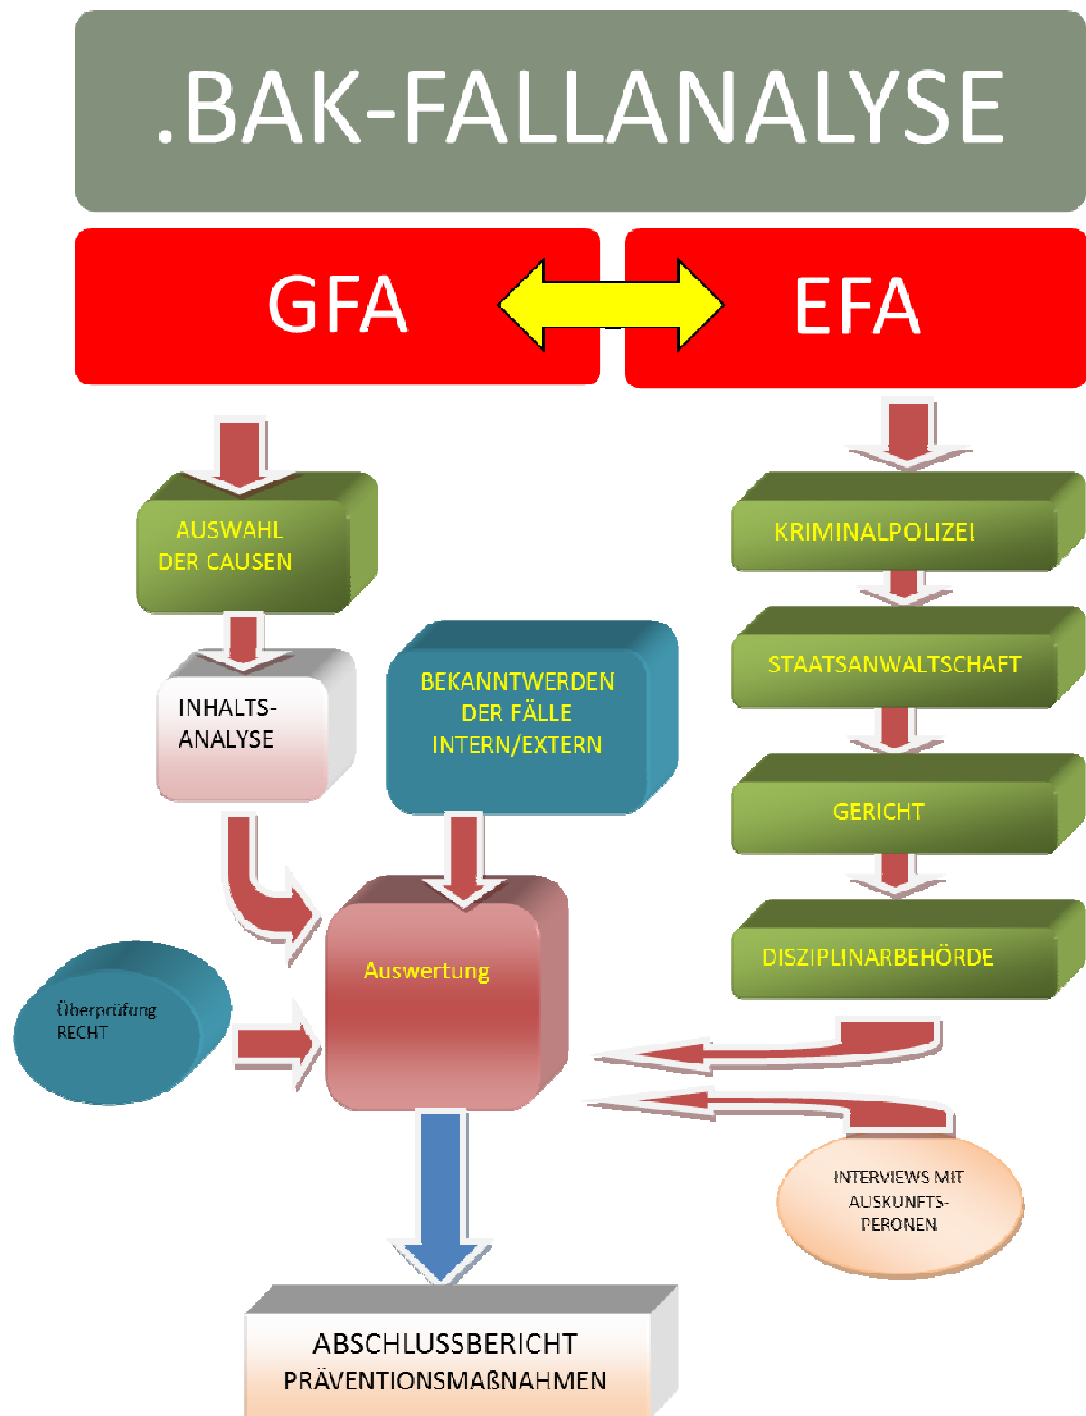 .BAK-FALLANALYSE
GFA
EFA
AUSWAHL
DER CAUSEN
INHALTS-
ANALYSE
BEKANNTWERDEN
DER FÄLLE
INTERN/EXTERN
KRIMINALPOLIZEI
STAATSANWALTSCHAFT
GERICHT
DISZIPLINARBEHÖRDE
Auswertung
Überprüfung
RECHT
INTERVIEWS MIT
AUSKUNFTS-
PERONEN
ABSCHLUSSBERICHT
PRÄVENTIONSMAßNAHMEN